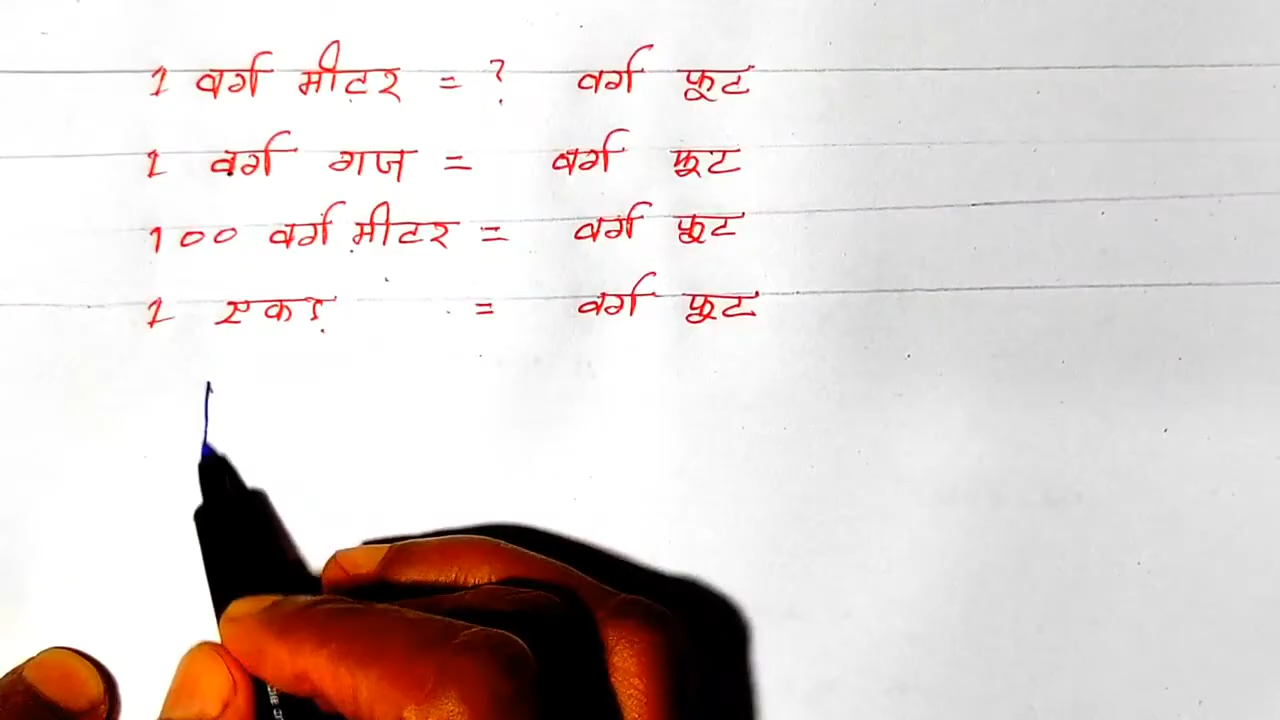 1 वर्ग मीटर = ? वर्ग फूट
1 वर्ग गज = वर्ग फूट
100 वर्ग मीटर = वर्ग फूट
1 एकड़ = वर्ग फूट